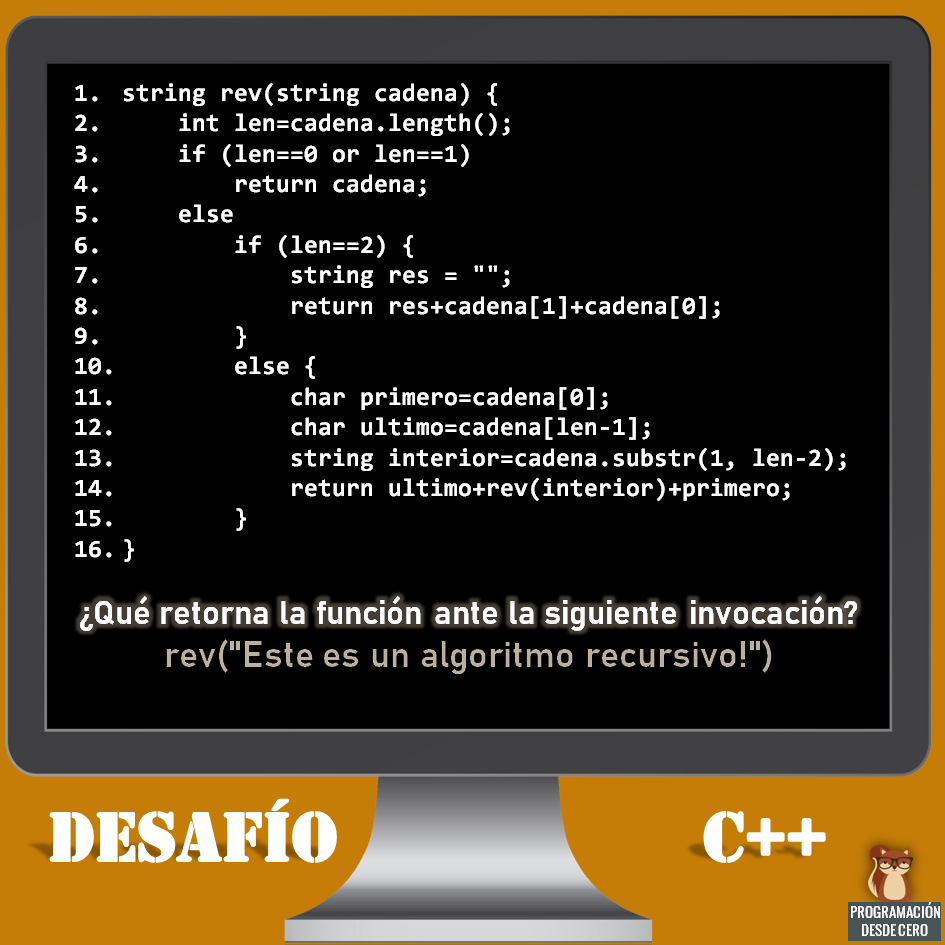 1. string rev(string cadena) {
2. int len=cadena.length();
3. if (len==0 or len==1)
4. return cadena;
5. else
6. if (len==2) {
7. string res = "";
8. return res+cadena[1]+cadena[0];
9. }
10. else {
11. char primero=cadena[0];
12. char ultimo=cadena[len-1];
13. string interior=cadena.substr(1, len-2);
14. return ultimo+rev(interior)+primero;
15. }
16. }
¿Qué retorna la función ante la siguiente invocación?
rev("Este es un algoritmo recursivo!")
DESAFÍO
C++
PROGRAMACIÓN
DESDE CERO